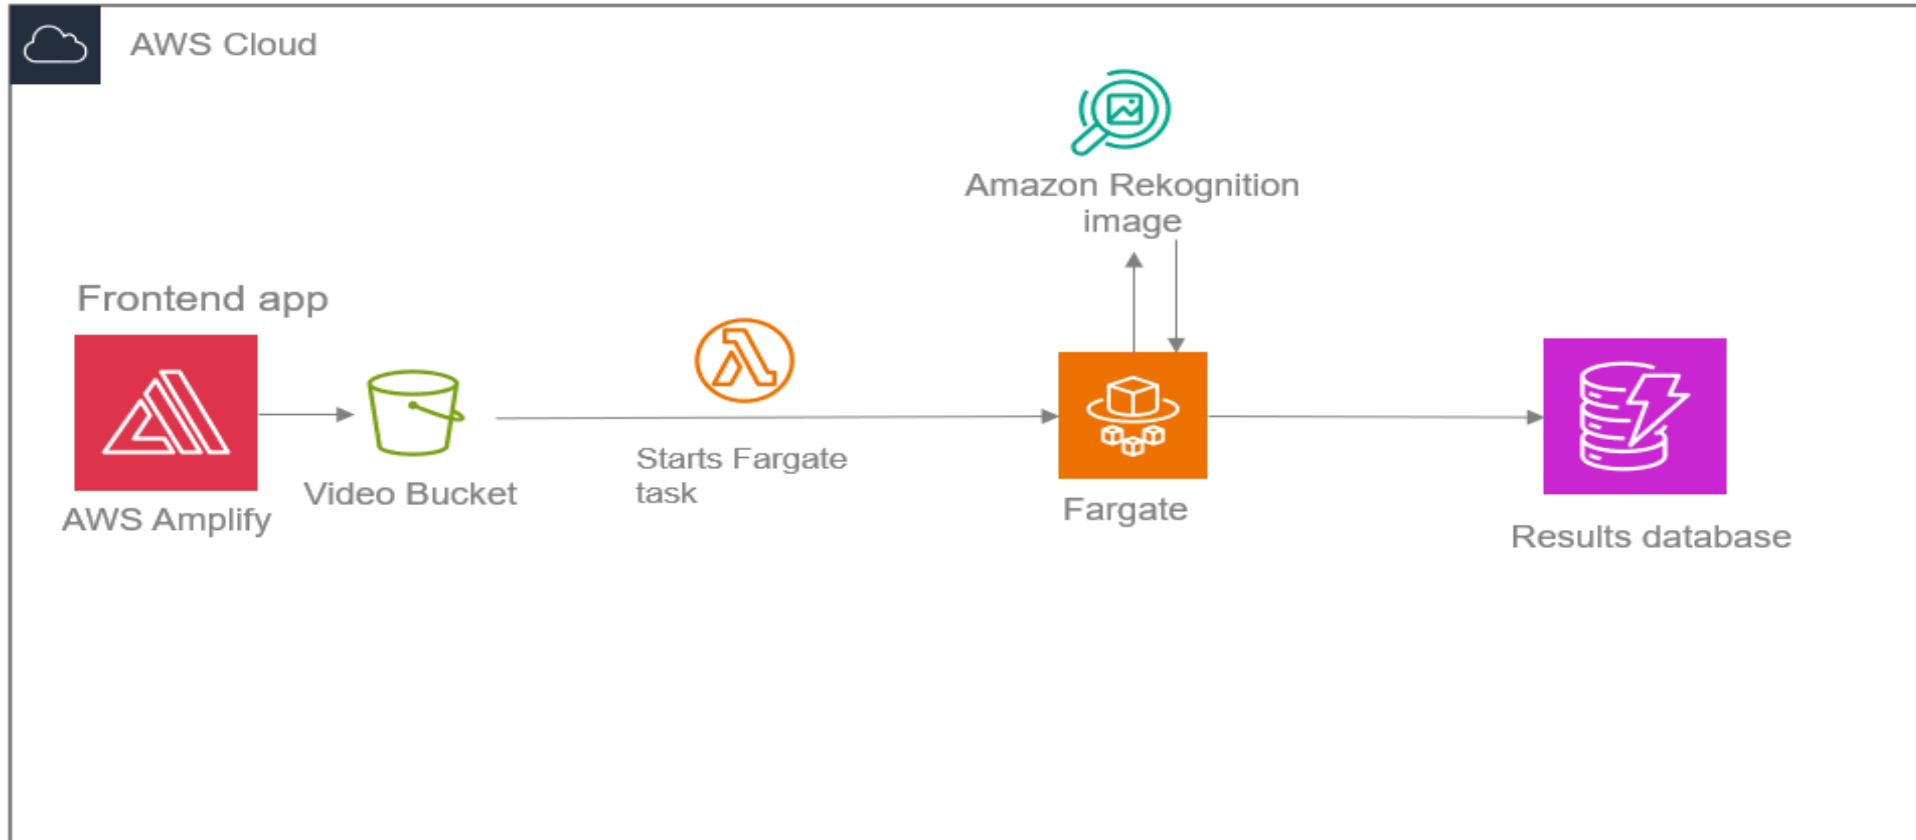 AWS Cloud
Amazon Rekognition
image
Frontend app
AWS Amplify
Video Bucket
Starts Fargate
task
Fargate
Results database